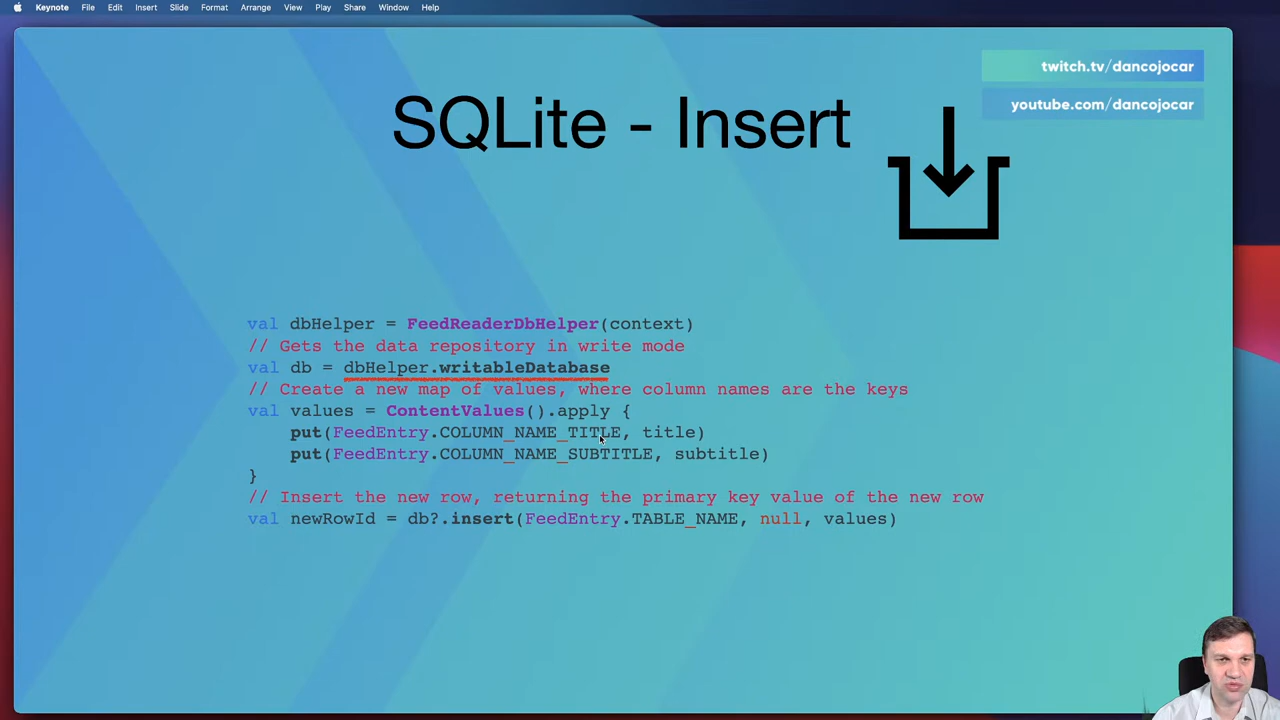 Keynote File Edit Insert Slide Format Arrange View Play Share Window Help
twitch.tv/dancojocar
youtube.com/dancojocar
SQLite - Insert
val dbHelper = FeedReaderDbHelper(context)
// Gets the data repository in write mode
val db = dbHelper.writableDatabase
// Create a new map of values, where column names are the keys
val values = ContentValues().apply {
    put(FeedEntry.COLUMN_NAME_TITLE, title)
    put(FeedEntry.COLUMN_NAME_SUBTITLE, subtitle)
}
// Insert the new row, returning the primary key value of the new row
val newRowId = db?.insert(FeedEntry.TABLE_NAME, null, values)